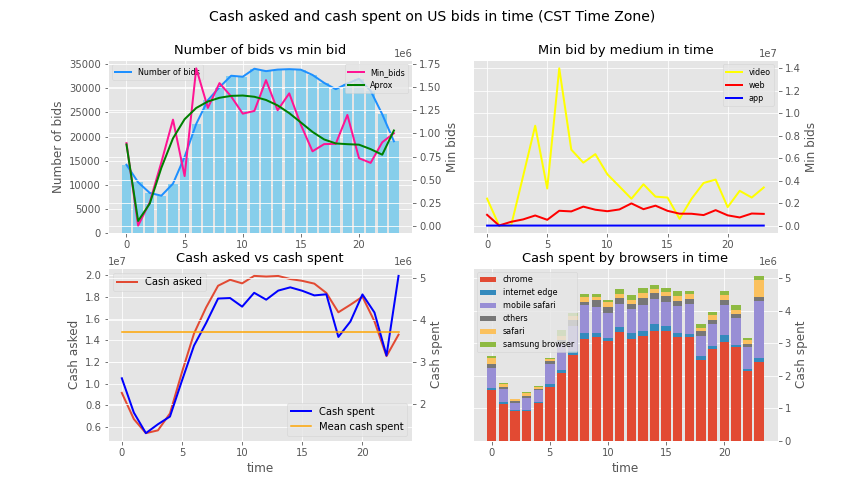 Cash asked and cash spent on US bids in time (CST Time Zone)
Number of bids vs min bid
1e6
35000
30000
25000
20000
15000
10000
5000
0
Number of bids
Number of bids
Min_bids
Aprox
1.75
1.50
1.25
1.00
0.75
0.50
0.25
0.00
Min bids
0
5
10
15
20
Min bid by medium in time
1e7
video
web
app
1.4
1.2
1.0
0.8
0.6
0.4
0.2
0.0
Min bids
0
10
20
Cash asked vs cash spent
1e7
1e6
2.0
1.8
1.6
1.4
1.2
1.0
0.8
0.6
Cash asked
Cash asked
Cash spent
Mean cash spent
5
4
3
2
Cash spent
0
5
10
15
20
time
Cash spent by browsers in time
1e6
chrome
internet edge
mobile safari
others
safari
samsung browser
5
4
3
2
1
0
Cash spent
0
5
10
15
20
time